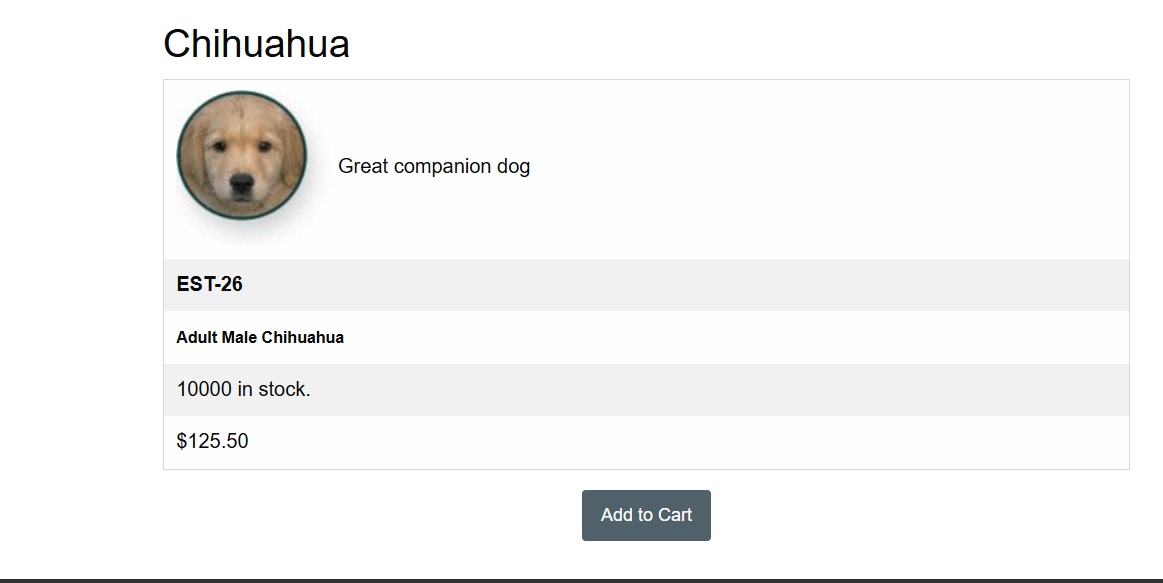 Chihuahua
Great companion dog
EST-26
Adult Male Chihuahua
10000 in stock.
$125.50
Add to Cart